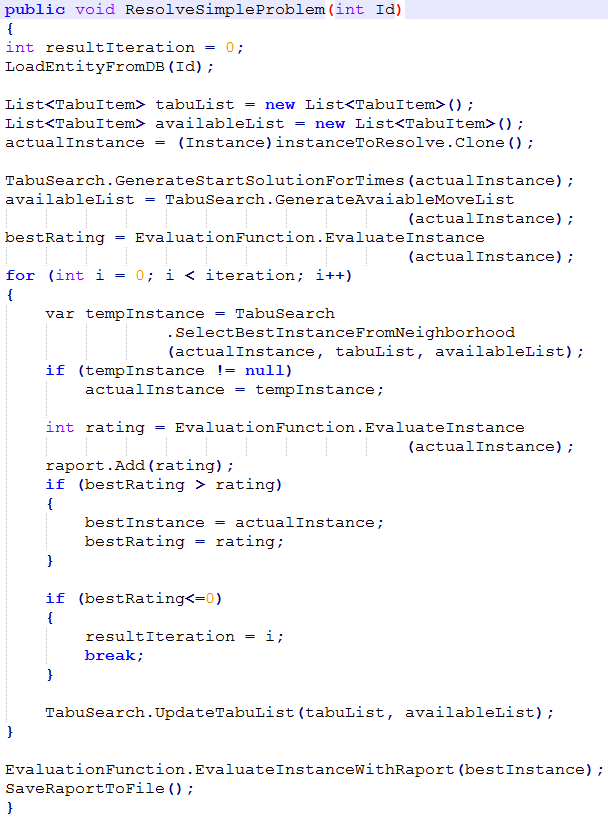 public void ResolveSimpleProblem(int Id)
{
int resultIteration = 0;
LoadEntityFromDB(Id);

List<TabuItem> tabuList = new List<TabuItem>();
List<TabuItem> availableList = new List<TabuItem>();
actualInstance = (Instance)instanceToResolve.Clone();

TabuSearch.GenerateStartSolutionForTimes(actualInstance);
availableList = TabuSearch.GenerateAvaiableMoveList
                                        (actualInstance);
bestRating = EvaluationFunction.EvaluateInstance
                                        (actualInstance);
for (int i = 0; i < iteration; i++)
{
    var tempInstance = TabuSearch
                .SelectBestInstanceFromNeighborhood
                (actualInstance, tabuList, availableList);
    if (tempInstance != null)
        actualInstance = tempInstance;

    int rating = EvaluationFunction.EvaluateInstance
                                        (actualInstance);
    raport.Add(rating);
    if (bestRating > rating)
    {
        bestInstance = actualInstance;
        bestRating = rating;
    }

    if (bestRating<=0)
    {
        resultIteration = i;
        break;
    }

    TabuSearch.UpdateTabuList(tabuList, availableList);
}

EvaluationFunction.EvaluateInstanceWithRaport(bestInstance);
SaveRaportToFile();
}